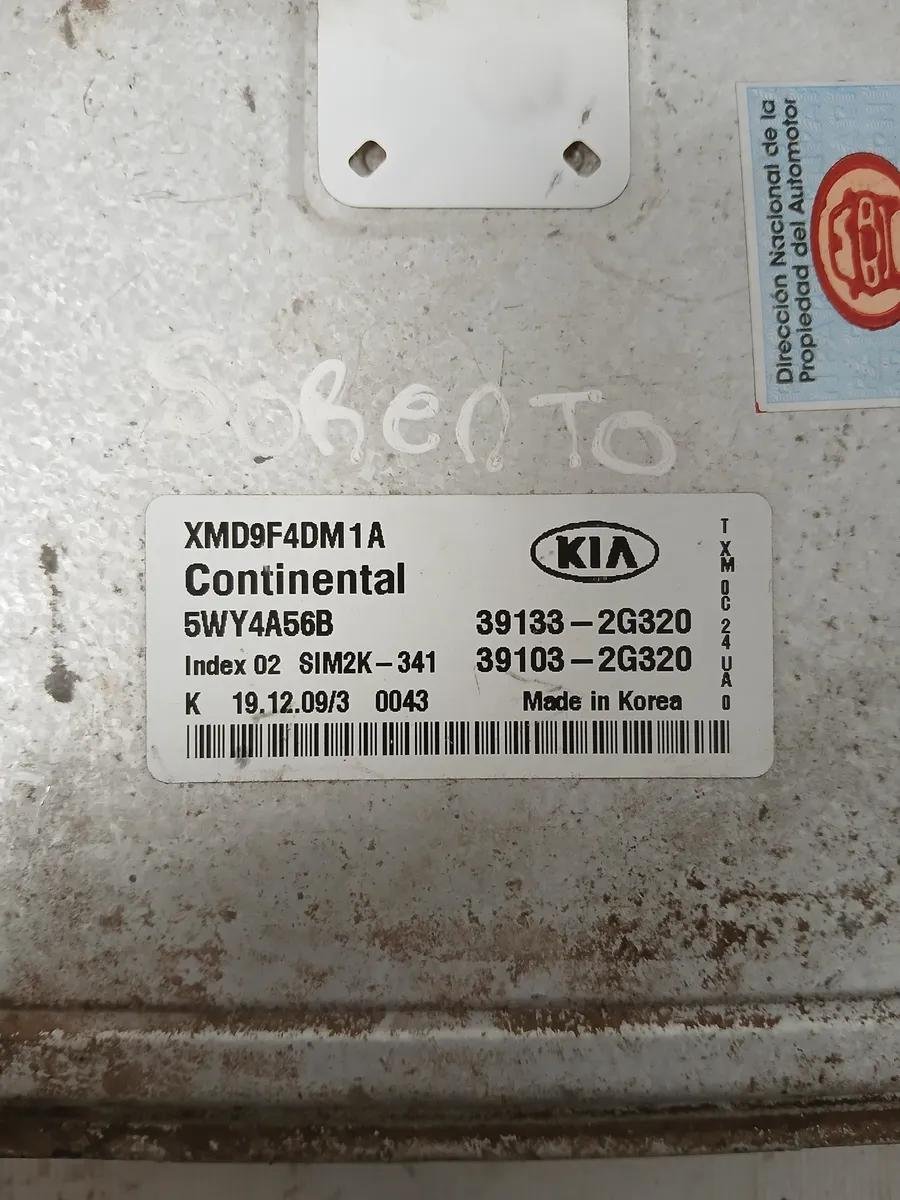 Dirección Nacional de la
Propiedad del Automotor
SORENTO
XMD9F4DM1A
KIA
Continental
5WY4A56B
39133-2G320
Index 02 SIM2K-341
39103-2G320
K 19.12.09/3 0043
Made in Korea
TXM0C24UA0